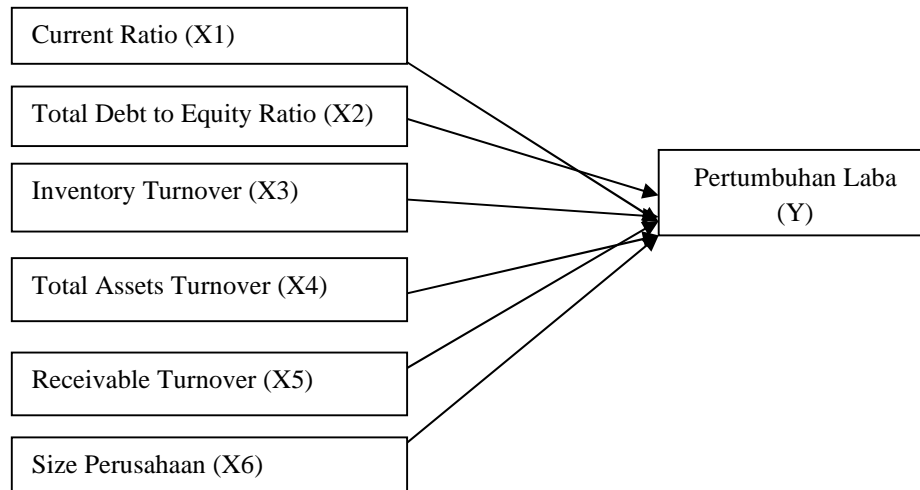 Current Ratio (X1)
Total Debt to Equity Ratio (X2)
Inventory Turnover (X3)
Total Assets Turnover (X4)
Receivable Turnover (X5)
Size Perusahaan (X6)
Pertumbuhan Laba
(Y)